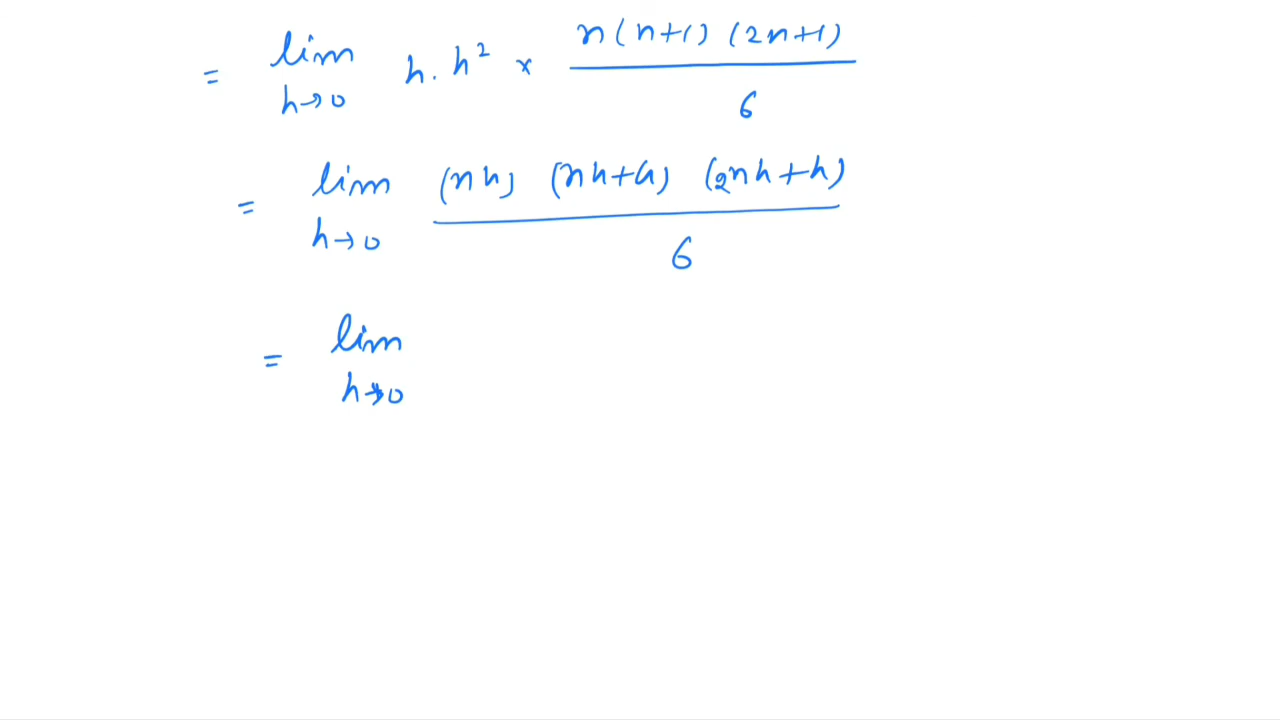 = lim h→0 h · h² × n(n+1)(2n+1) / 6
= lim h→0 (nh)(nh+h)(2nh+h) / 6
= lim h→0